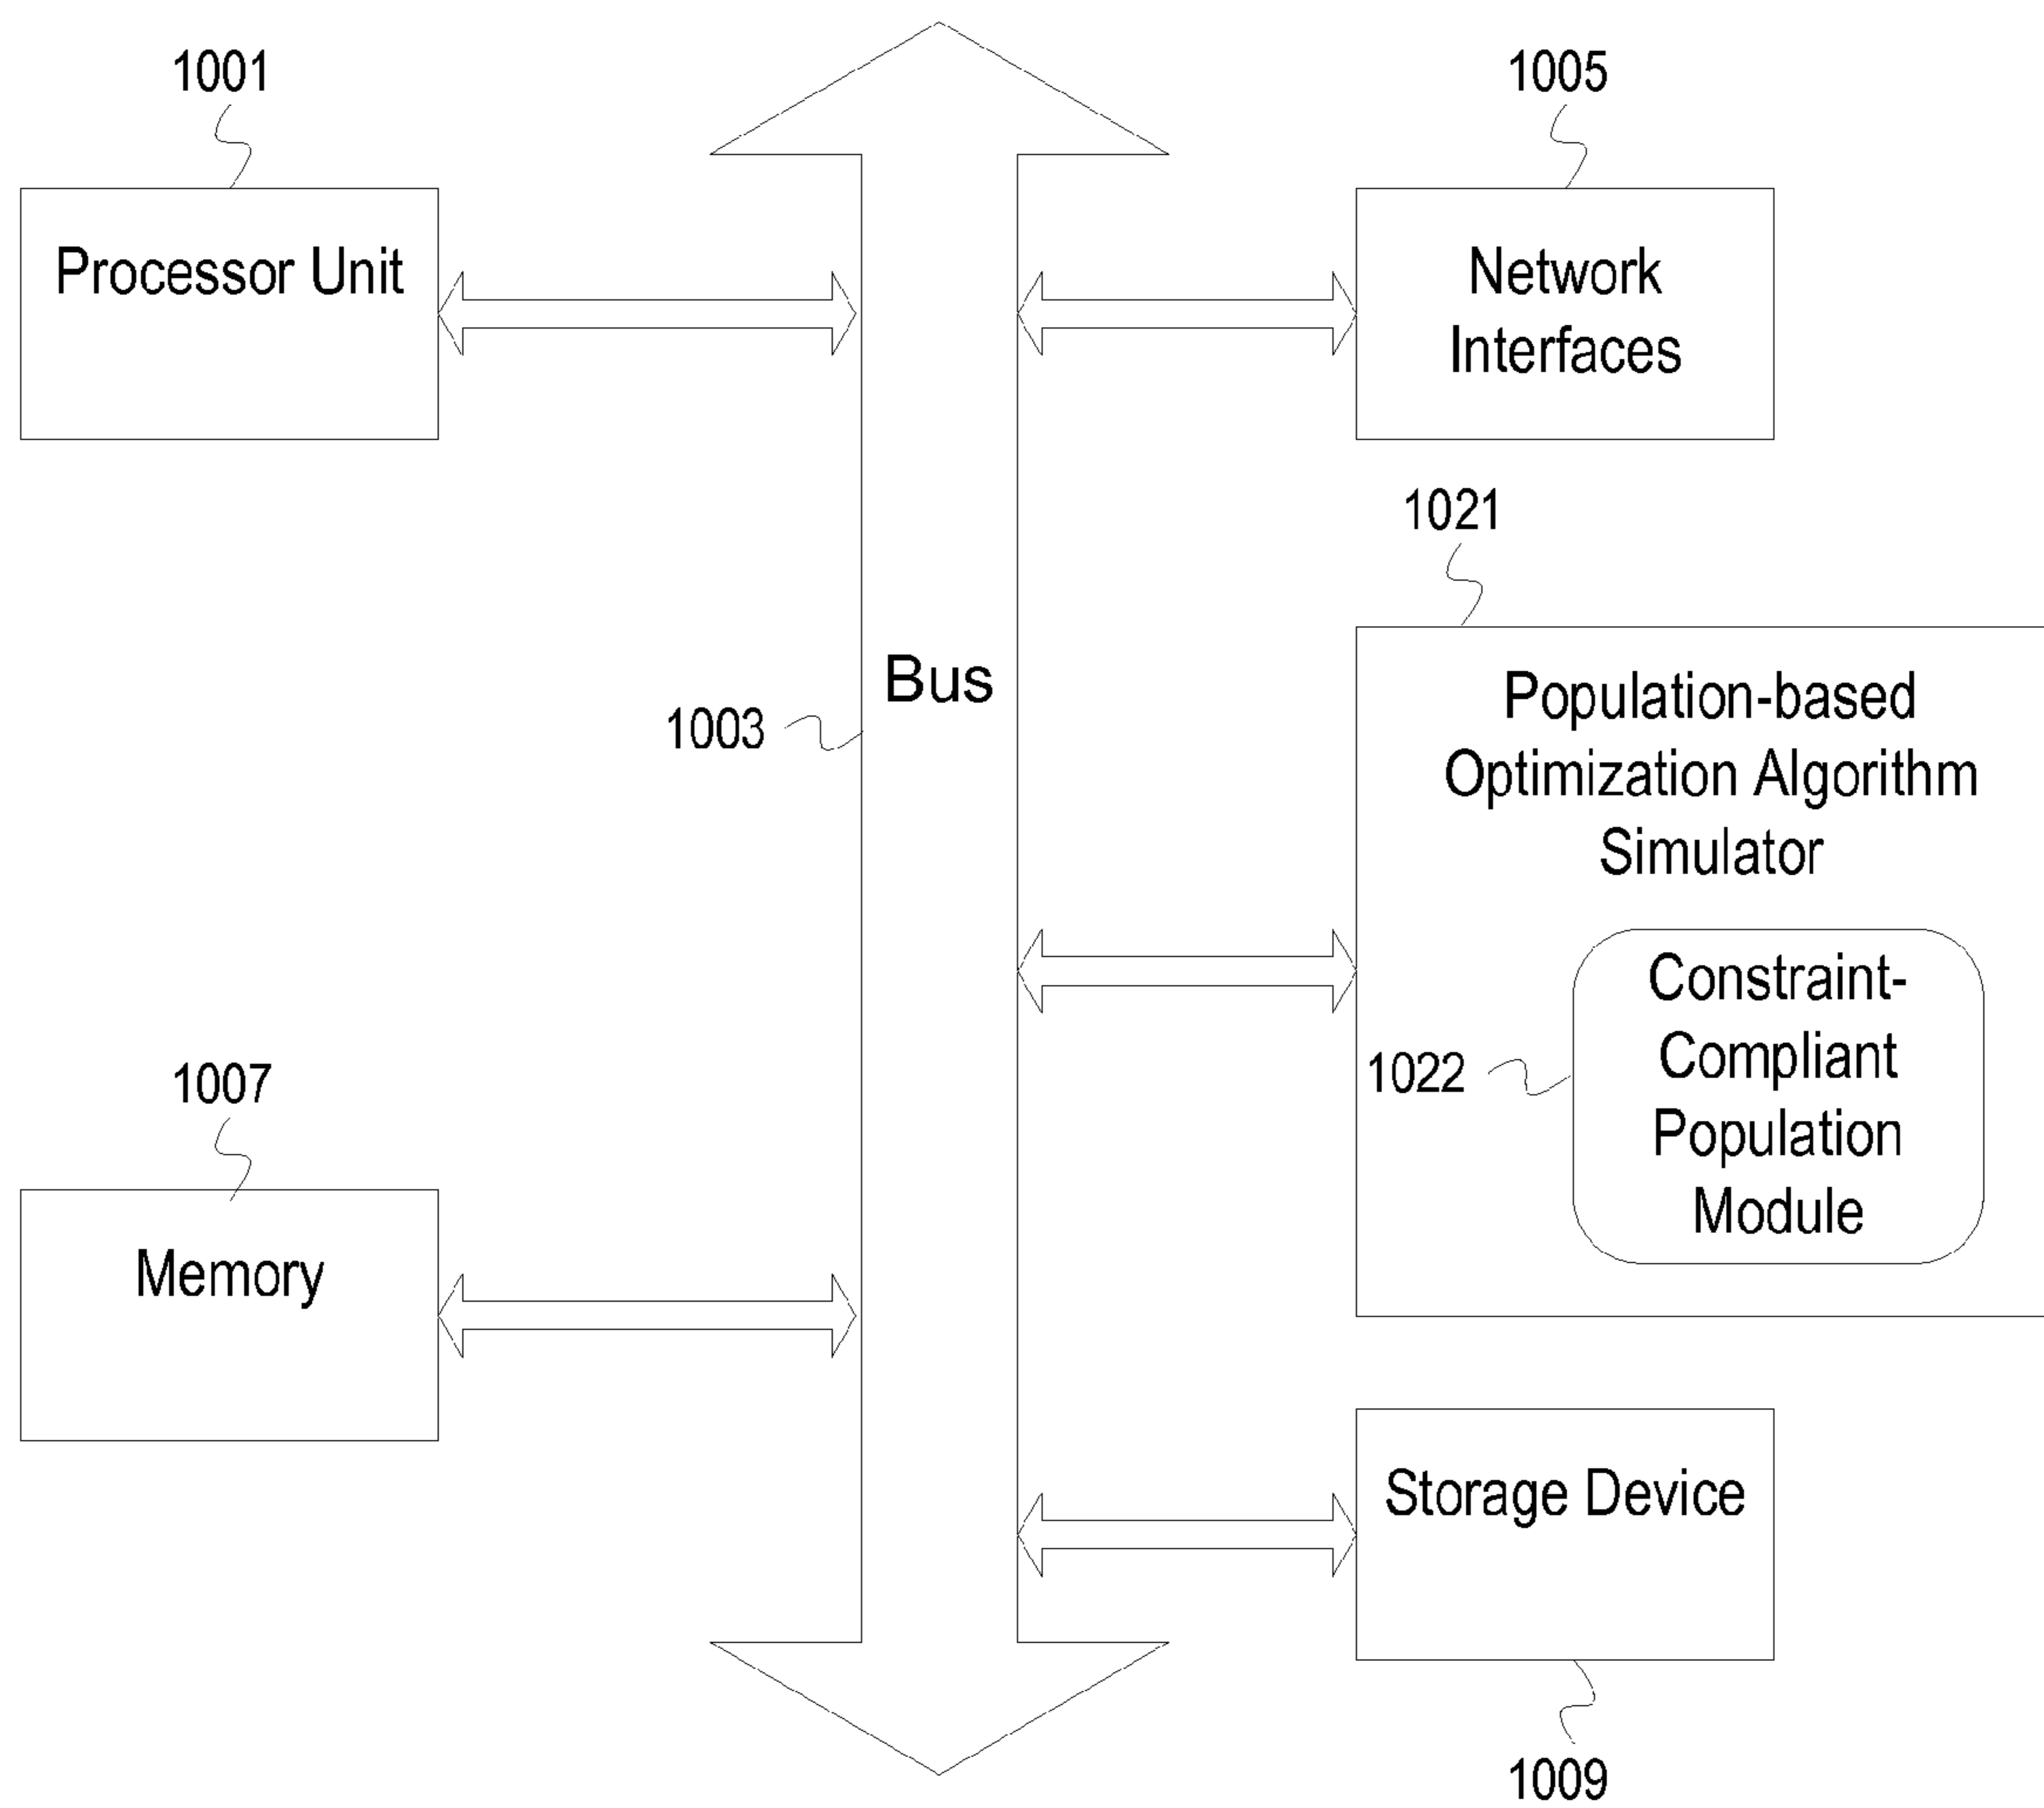 1001
Processor Unit
1005
Network
Interfaces
1021
Bus
1003
Population-based
Optimization Algorithm
Simulator
1022
Constraint-
Compliant
Population
Module
1007
Memory
Storage Device
1009